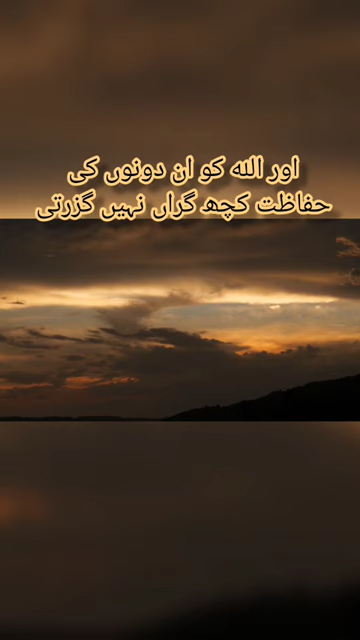 اور اللہ کو ان دونوں کی
حفاظت کچھ گراں نہیں گزرتی